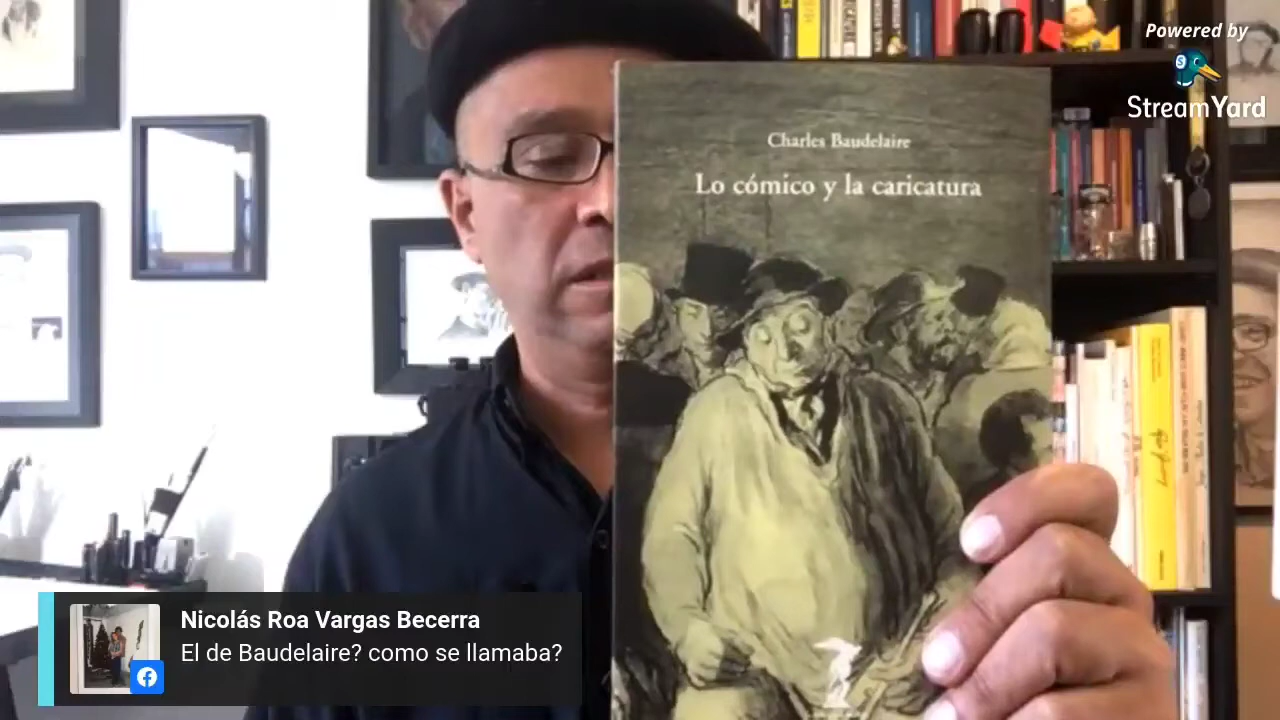 Powered by
StreamYard
Charles Baudelaire
Lo cómico y la caricatura
Nicolás Roa Vargas Becerra
El de Baudelaire? como se llamaba?